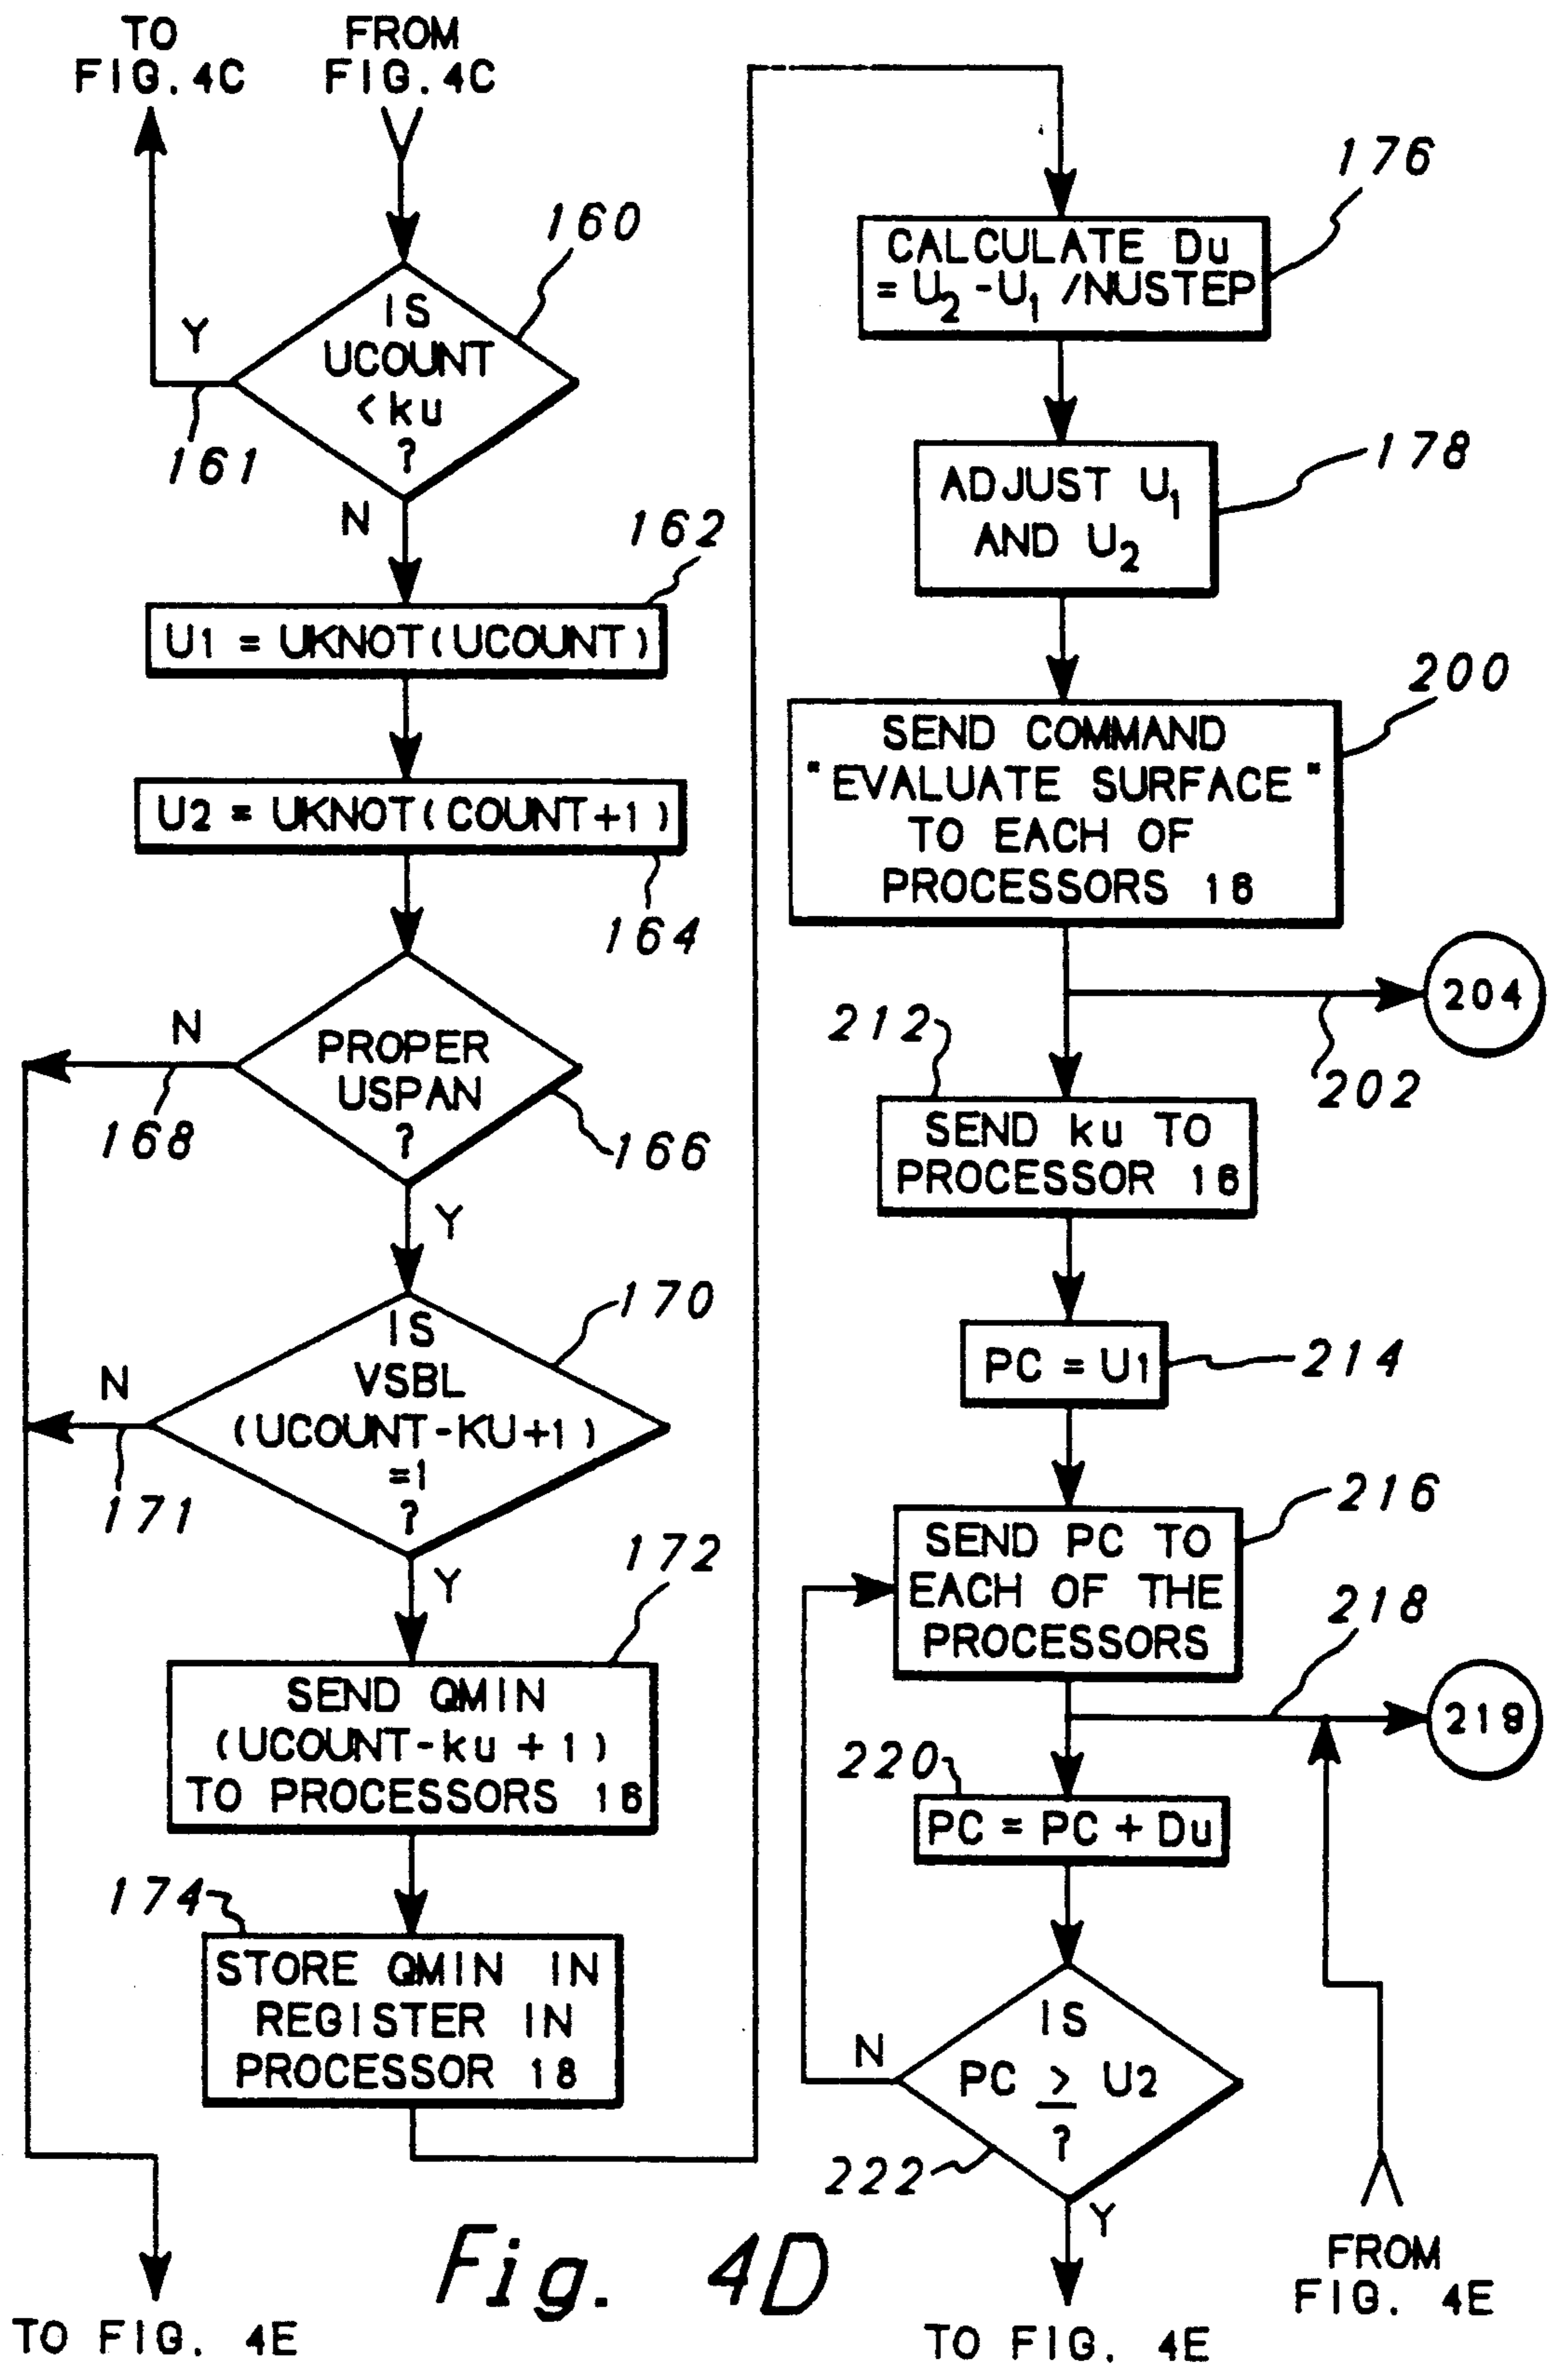 TO
FIG. 4C
FROM
FIG. 4C
160
IS
UCOUNT
< ku
?
Y
161
N
162
U1 = UKNOT(UCOUNT)
U2 = UKNOT(COUNT+1)
164
PROPER
USPAN
?
N
168
166
Y
170
IS
VSBL
(UCOUNT-KU+1)
=1
?
N
171
Y
172
SEND QMIN
(UCOUNT-ku + 1)
TO PROCESSORS 16
174
STORE QMIN IN
REGISTER IN
PROCESSOR 18
TO FIG. 4E
176
CALCULATE Du
= U2 -U1 /NUSTEP
178
ADJUST U1
AND U2
200
SEND COMMAND
"EVALUATE SURFACE"
TO EACH OF
PROCESSORS 16
204
202
212
SEND ku TO
PROCESSOR 16
PC = U1
214
216
SEND PC TO
EACH OF THE
PROCESSORS
218
219
220
PC = PC + Du
IS
PC ≥ U2
?
N
222
Y
TO FIG. 4E
FROM
FIG. 4E
Fig. 4D